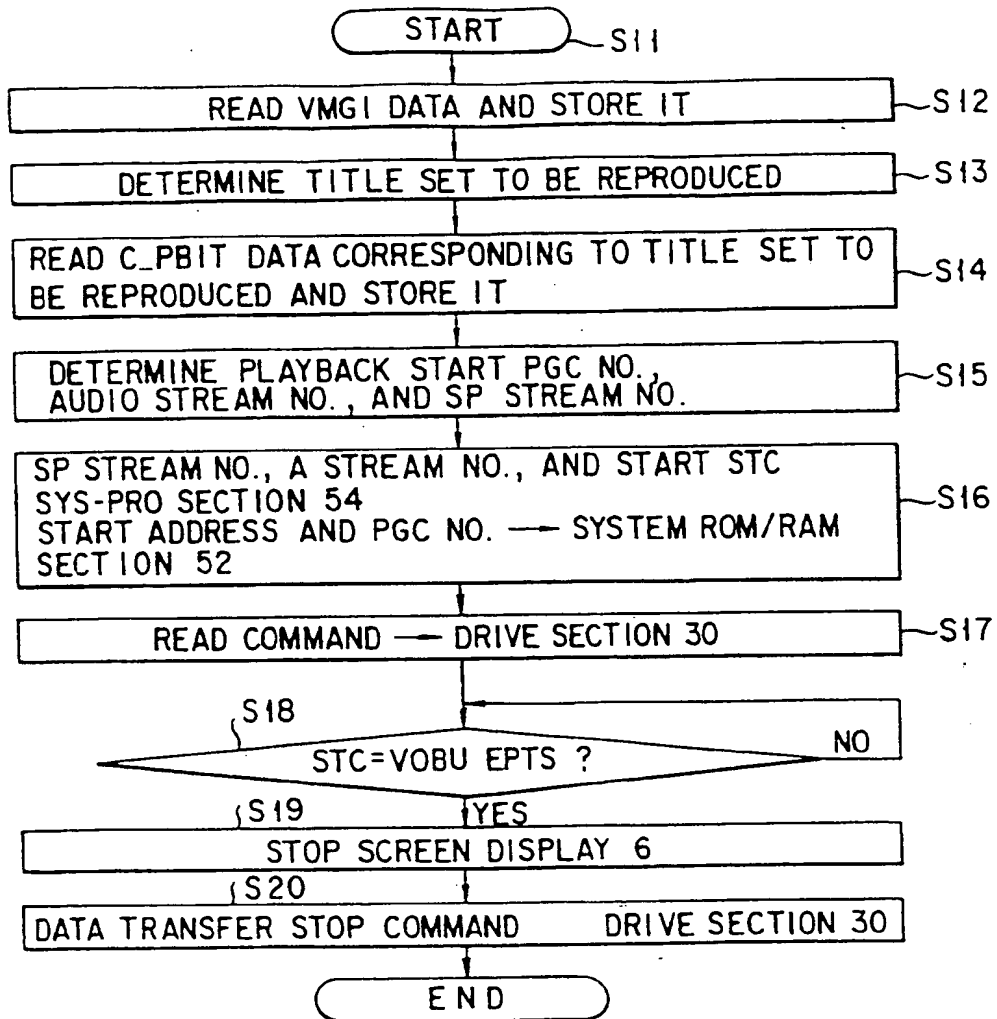 START
S11
READ VMGI DATA AND STORE IT
S12
DETERMINE TITLE SET TO BE REPRODUCED
S13
READ C_PBIT DATA CORRESPONDING TO TITLE SET TO
BE REPRODUCED AND STORE IT
S14
DETERMINE PLAYBACK START PGC NO.,
AUDIO STREAM NO., AND SP STREAM NO.
S15
SP STREAM NO., A STREAM NO., AND START STC
SYS-PRO SECTION 54
START ADDRESS AND PGC NO. → SYSTEM ROM/RAM
SECTION 52
S16
READ COMMAND → DRIVE SECTION 30
S17
S18
STC=VOBU EPTS ?
NO
YES
S19
STOP SCREEN DISPLAY 6
S20
DATA TRANSFER STOP COMMAND DRIVE SECTION 30
END